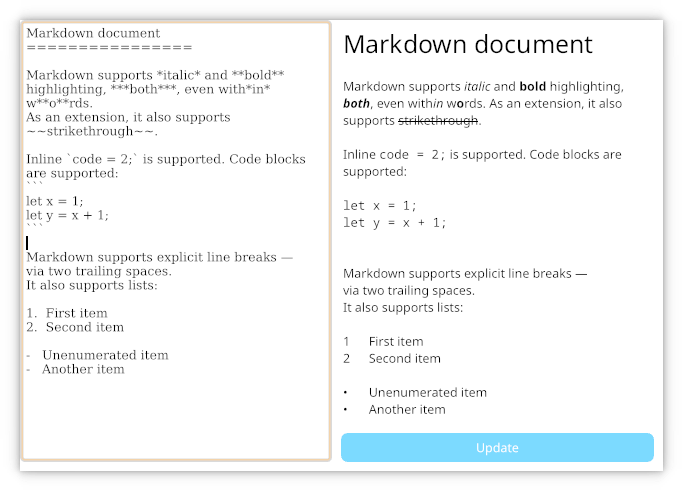 Markdown document
================
Markdown supports *italic* and **bold**
highlighting, ***both***, even with*in*
w**o**rds.
As an extension, it also supports
~~strikethrough~~.
Inline `code = 2;` is supported. Code blocks
are supported:
```
let x = 1;
let y = x + 1;
```
Markdown supports explicit line breaks —
via two trailing spaces.
It also supports lists:
1. First item
2. Second item
- Unenumerated item
- Another item
Markdown document
Markdown supports italic and bold highlighting,
both, even within words. As an extension, it also
supports strikethrough.
Inline code = 2; is supported. Code blocks are
supported:
let x = 1;
let y = x + 1;
Markdown supports explicit line breaks —
via two trailing spaces.
It also supports lists:
1 First item
2 Second item
• Unenumerated item
• Another item
Update